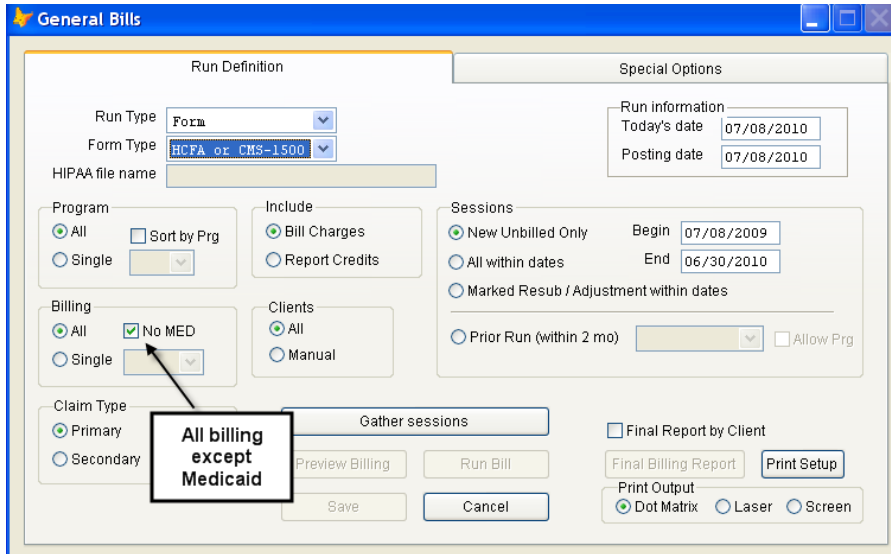 General Bills
Run Definition
Special Options
Run Type Form
Form Type HCFA or CMS-1500
HIPAA file name
Run information
Today's date 07/08/2010
Posting date 07/08/2010
Program
All Sort by Prg
Single
Include
Bill Charges
Report Credits
Sessions
New Unbilled Only Begin 07/08/2009
All within dates End 06/30/2010
Marked Resub / Adjustment within dates
Prior Run (within 2 mo) Allow Prg
Billing
All No MED
Single
Clients
All
Manual
Claim Type
Primary
Secondary
All billing
except
Medicaid
Gather sessions
Preview Billing Run Bill
Save Cancel
Final Report by Client
Final Billing Report Print Setup
Print Output
Dot Matrix Laser Screen